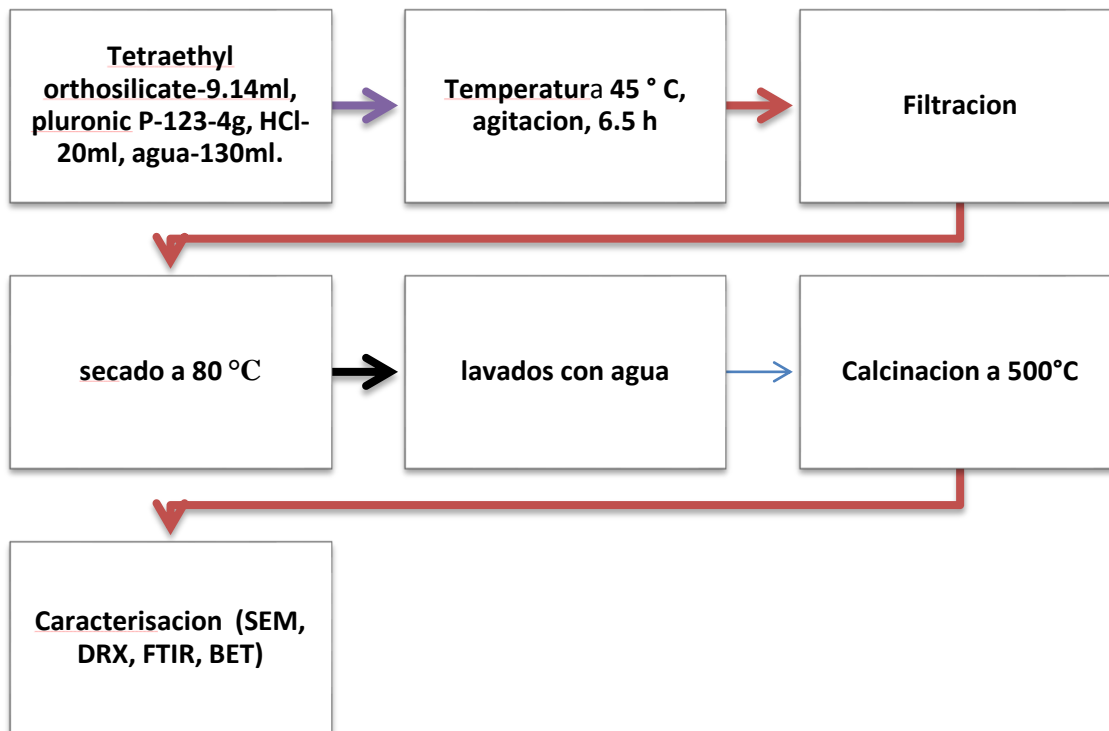 Tetraethyl
orthosilicate-9.14ml,
pluronic P-123-4g, HCl-
20ml, agua-130ml.
Temperatura 45 ° C,
agitacion, 6.5 h
Filtracion
secado a 80 °C
lavados con agua
Calcinacion a 500°C
Caracterisacion (SEM,
DRX, FTIR, BET)